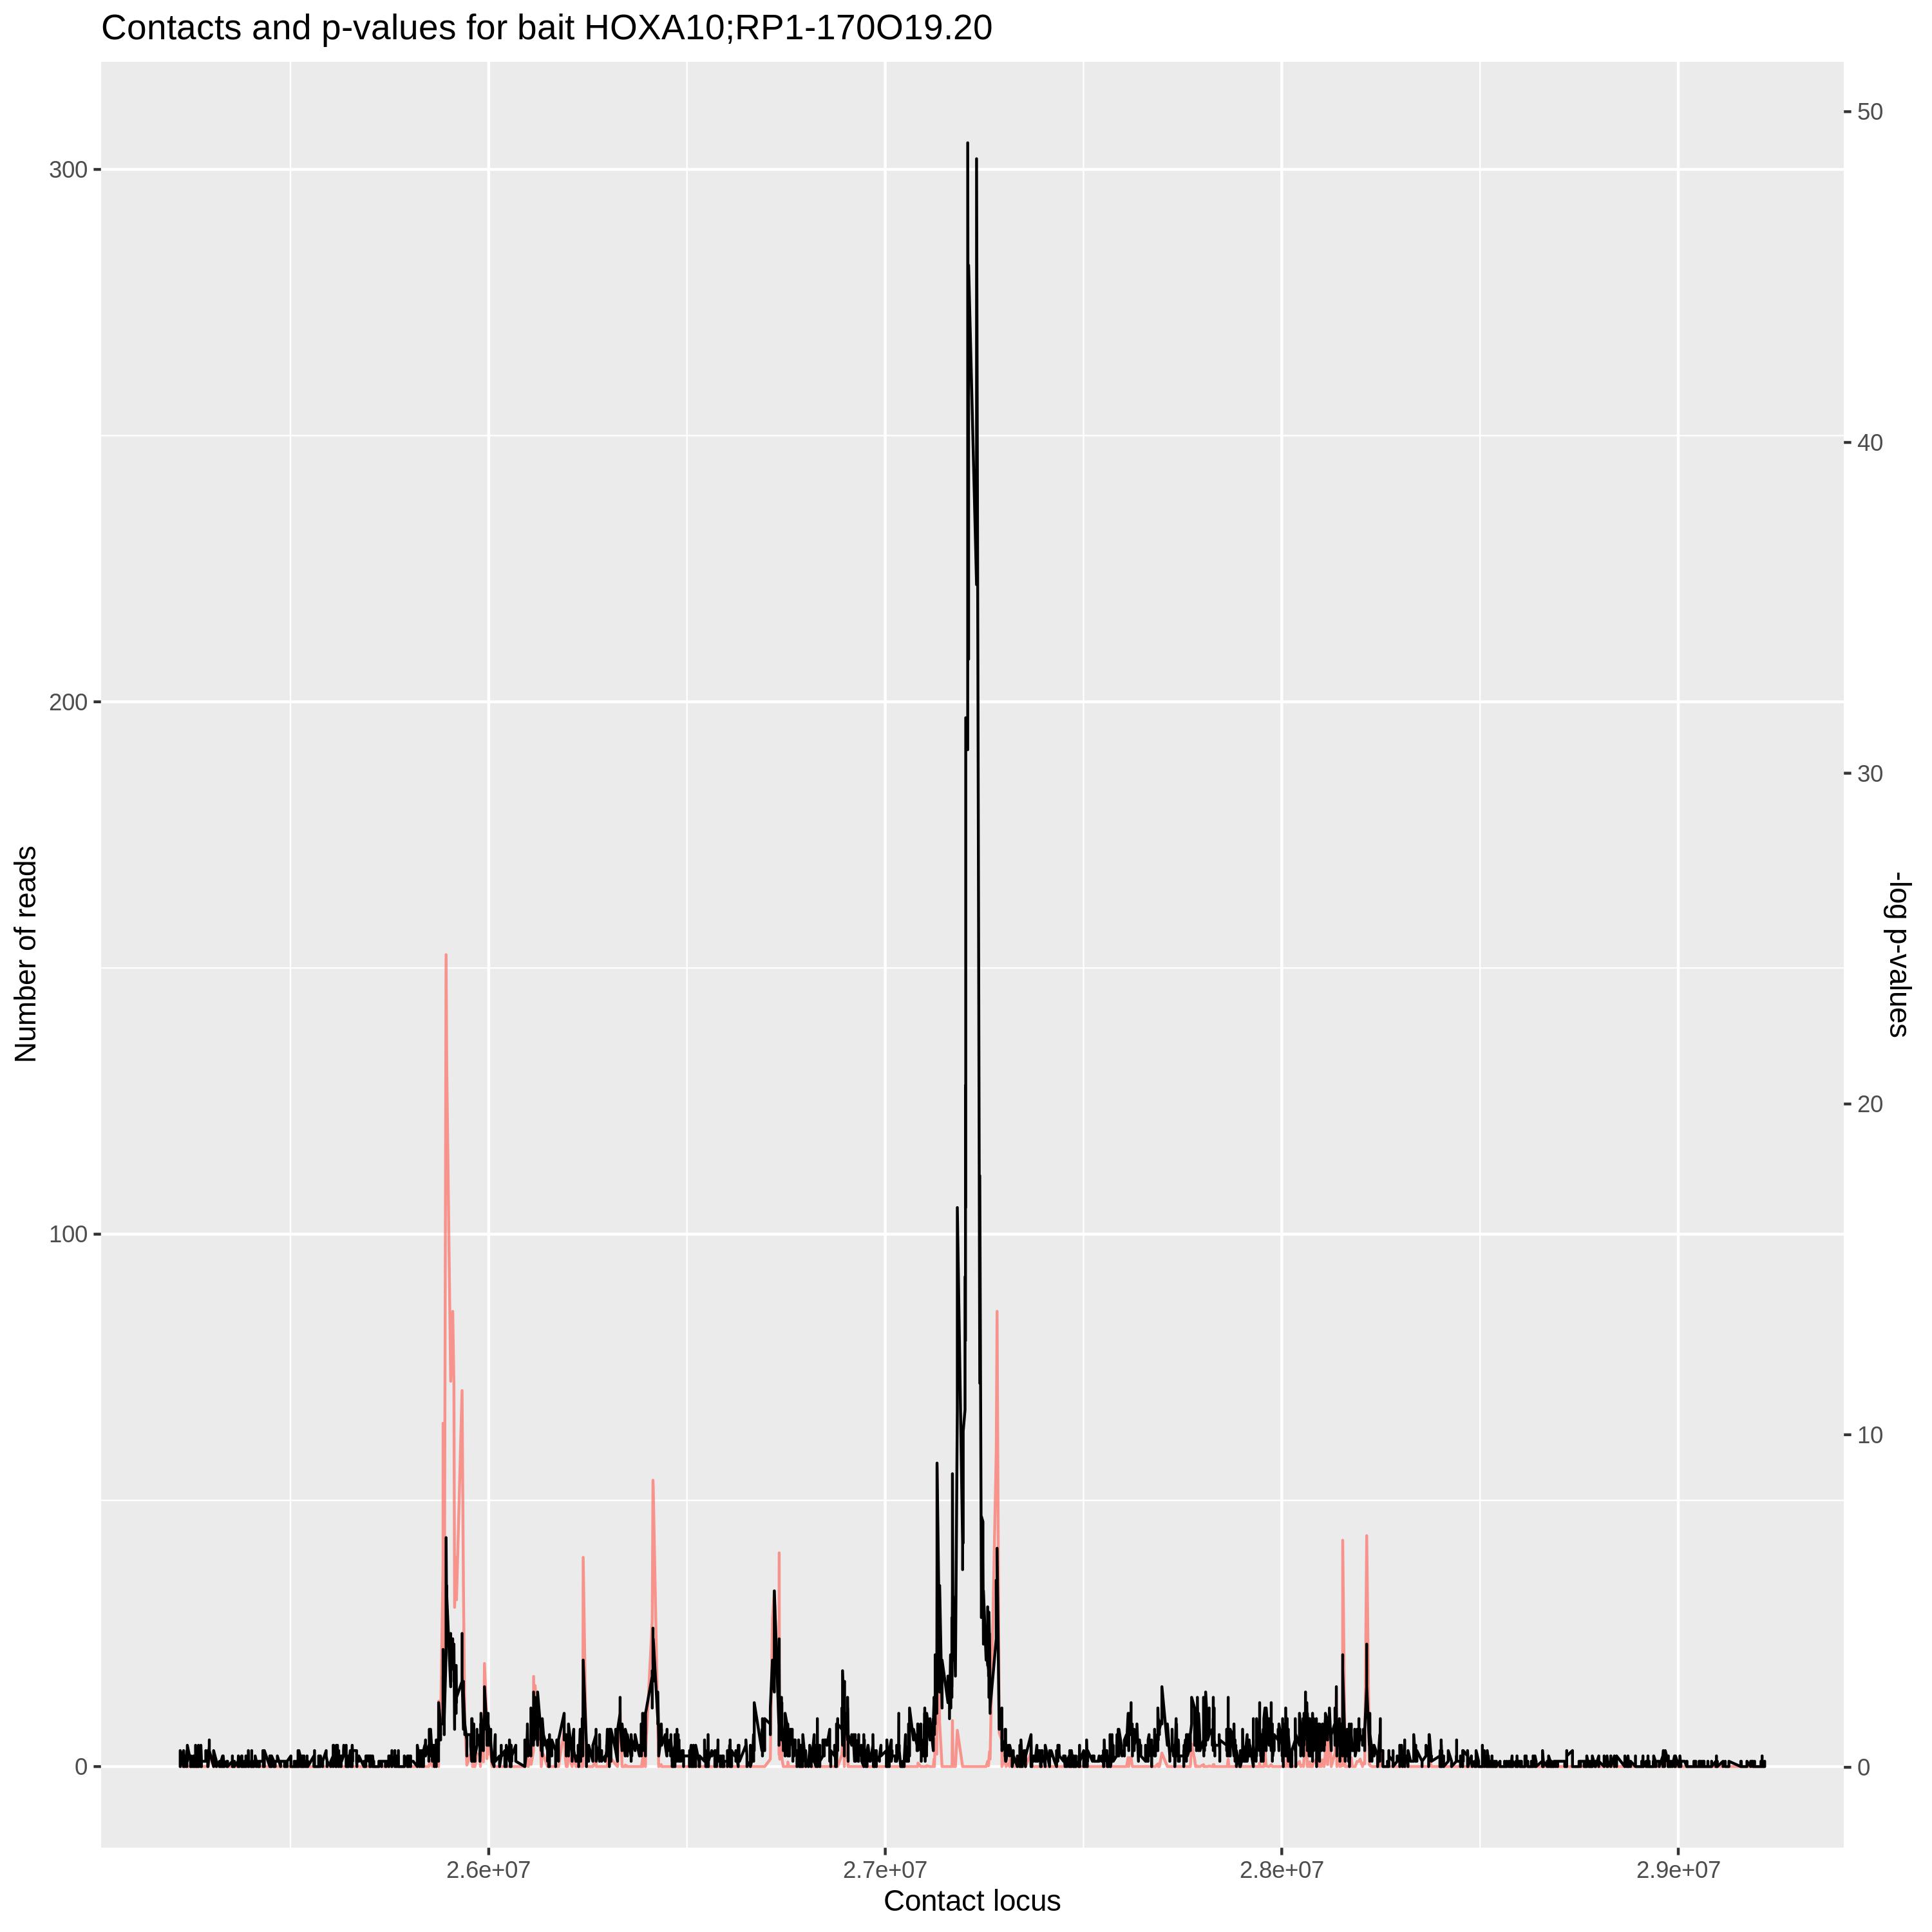 Contacts and p-values for bait HOXA10;RP1-170O19.20
300
200
100
0
Number of reads
50
40
30
20
10
0
-log p-values
2.6e+07
2.7e+07
2.8e+07
2.9e+07
Contact locus